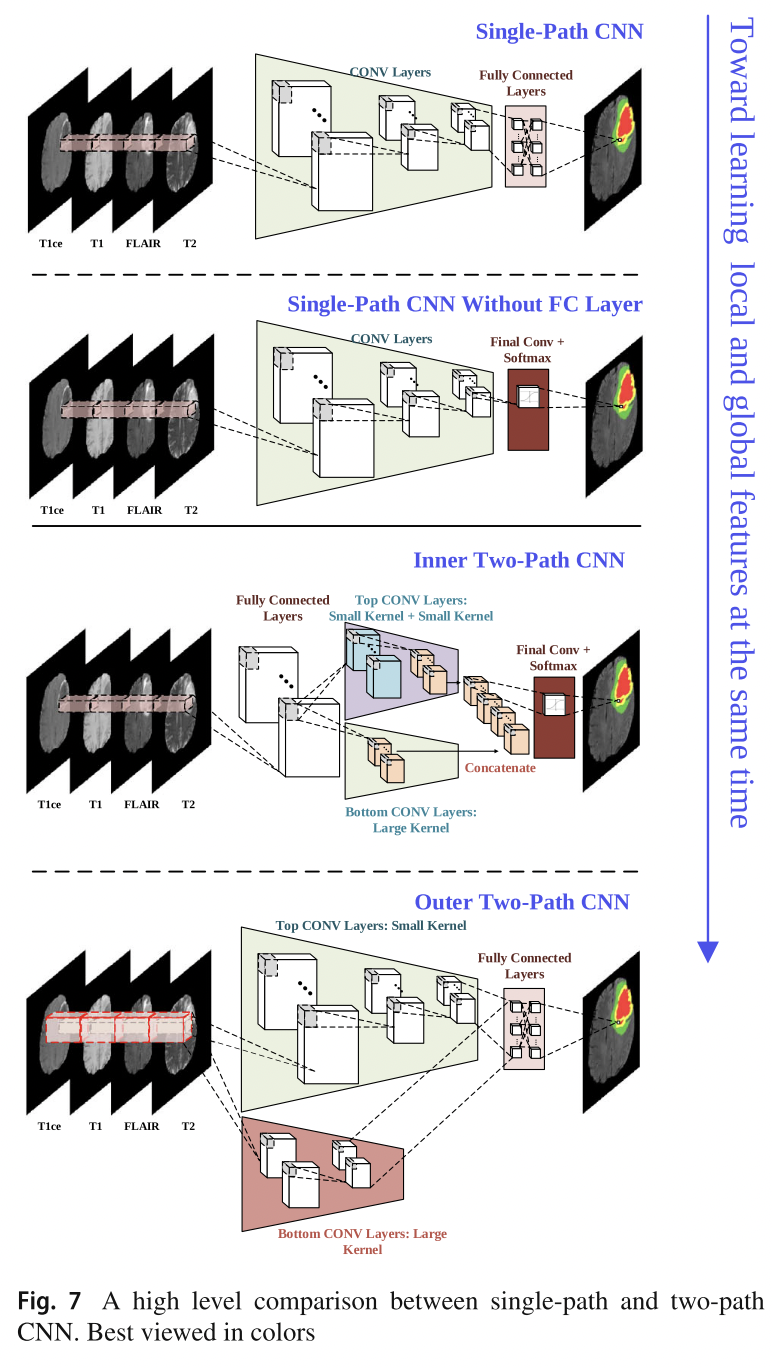 Single-Path CNN
CONV Layers
Fully Connected
Layers
T1ce T1 FLAIR T2
Single-Path CNN Without FC Layer
CONV Layers
Final Conv +
Softmax
T1ce T1 FLAIR T2
Inner Two-Path CNN
Fully Connected
Layers
Top CONV Layers:
Small Kernel + Small Kernel
Final Conv +
Softmax
Concatenate
T1ce T1 FLAIR T2
Bottom CONV Layers:
Large Kernel
Outer Two-Path CNN
Top CONV Layers: Small Kernel
Fully Connected
Layers
T1ce T1 FLAIR T2
Bottom CONV Layers: Large
Kernel
Toward learning local and global features at the same time
Fig. 7 A high level comparison between single-path and two-path
CNN. Best viewed in colors